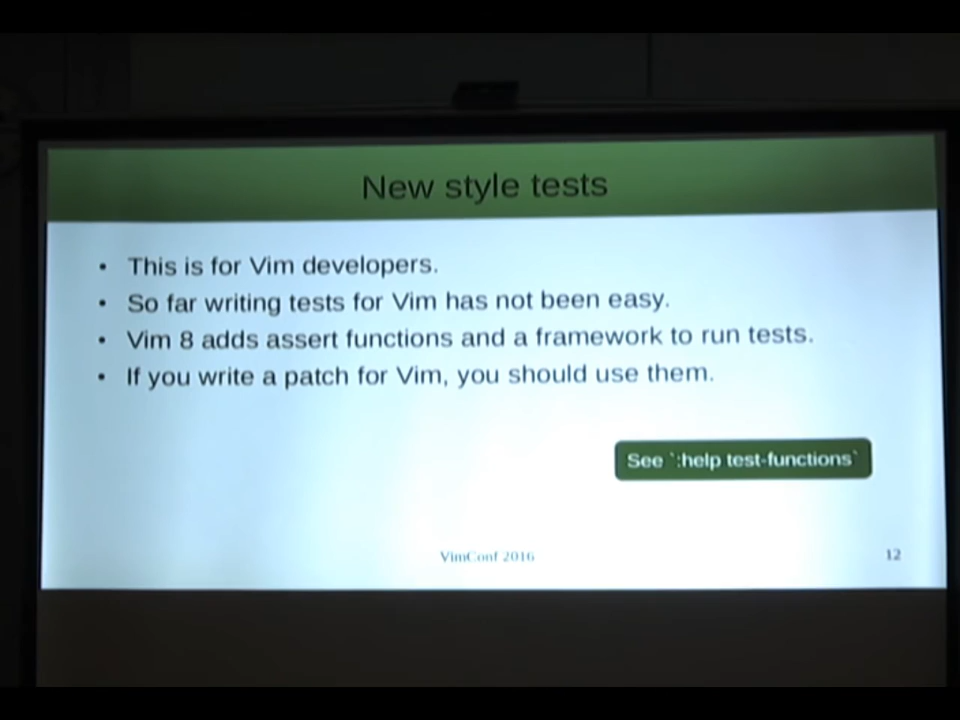 New style tests
• This is for Vim developers.
• So far writing tests for Vim has not been easy.
• Vim 8 adds assert functions and a framework to run tests.
• If you write a patch for Vim, you should use them.
See `:help test-functions`
VimConf 2016
12